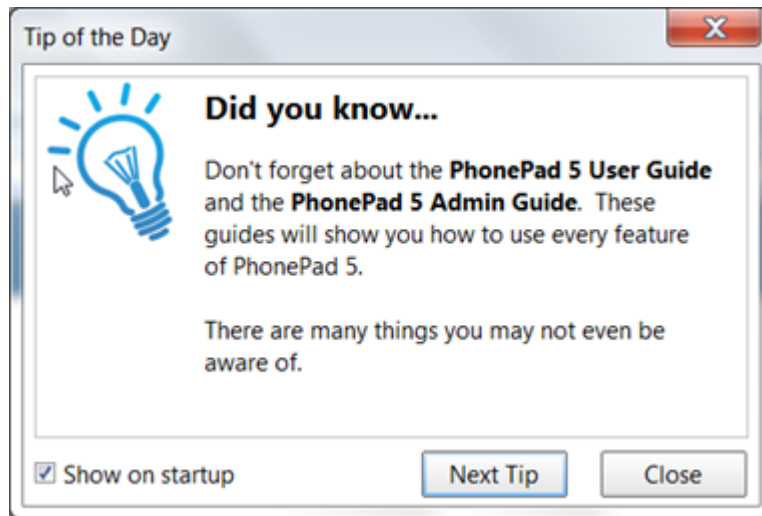 Tip of the Day
Did you know...
Don't forget about the PhonePad 5 User Guide
and the PhonePad 5 Admin Guide.  These
guides will show you how to use every feature
of PhonePad 5.
There are many things you may not even be
aware of.
Show on startup
Next Tip
Close